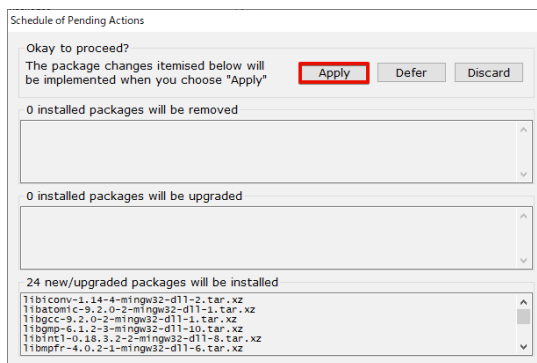 Schedule of Pending Actions
Okay to proceed?
The package changes itemised below will
be implemented when you choose "Apply"
Apply
Defer
Discard
0 installed packages will be removed
0 installed packages will be upgraded
24 new/upgraded packages will be installed
libiconv-1.14-4-mingw32-dll-2.tar.xz
libatomic-9.2.0-2-mingw32-dll-1.tar.xz
libgcc-9.2.0-2-mingw32-dll-1.tar.xz
libgmp-6.1.2-3-mingw32-dll-10.tar.xz
libintl-0.18.3.2-2-mingw32-dll-8.tar.xz
libmpfr-4.0.2-1-mingw32-dll-6.tar.xz